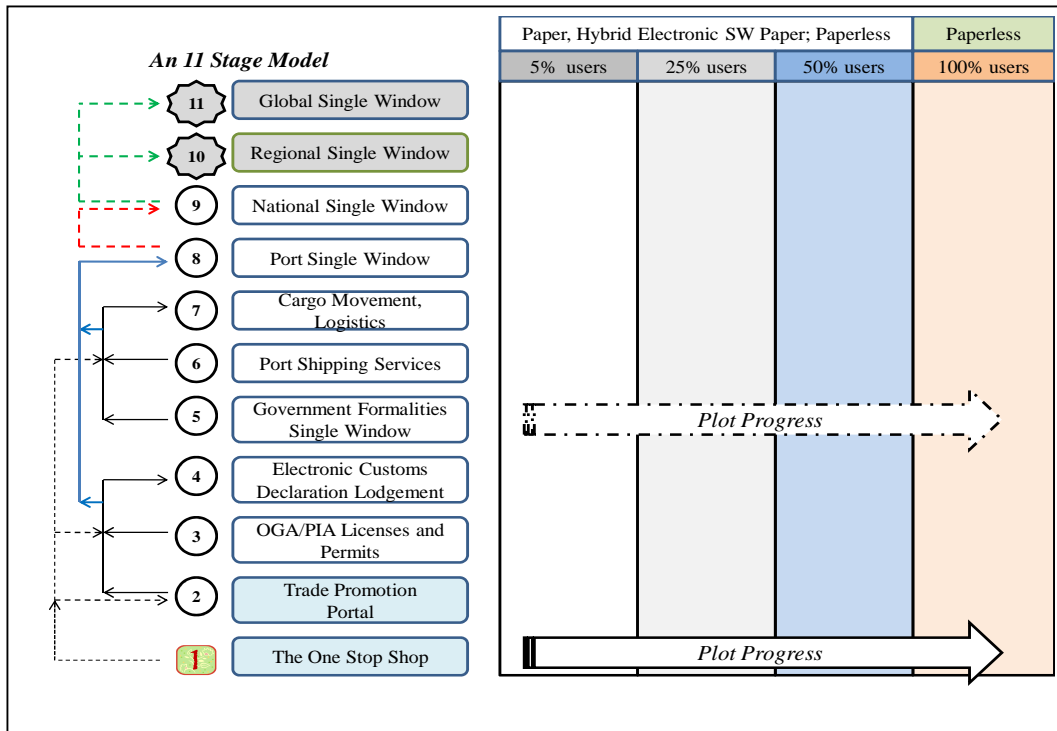 An 11 Stage Model
Paper, Hybrid Electronic SW Paper; Paperless
Paperless
5% users
25% users
50% users
100% users
11
Global Single Window
10
Regional Single Window
9
National Single Window
8
Port Single Window
7
Cargo Movement,
Logistics
6
Port Shipping Services
5
Government Formalities
Single Window
Plot Progress
4
Electronic Customs
Declaration Lodgement
3
OGA/PIA Licenses and
Permits
2
Trade Promotion
Portal
1
The One Stop Shop
Plot Progress